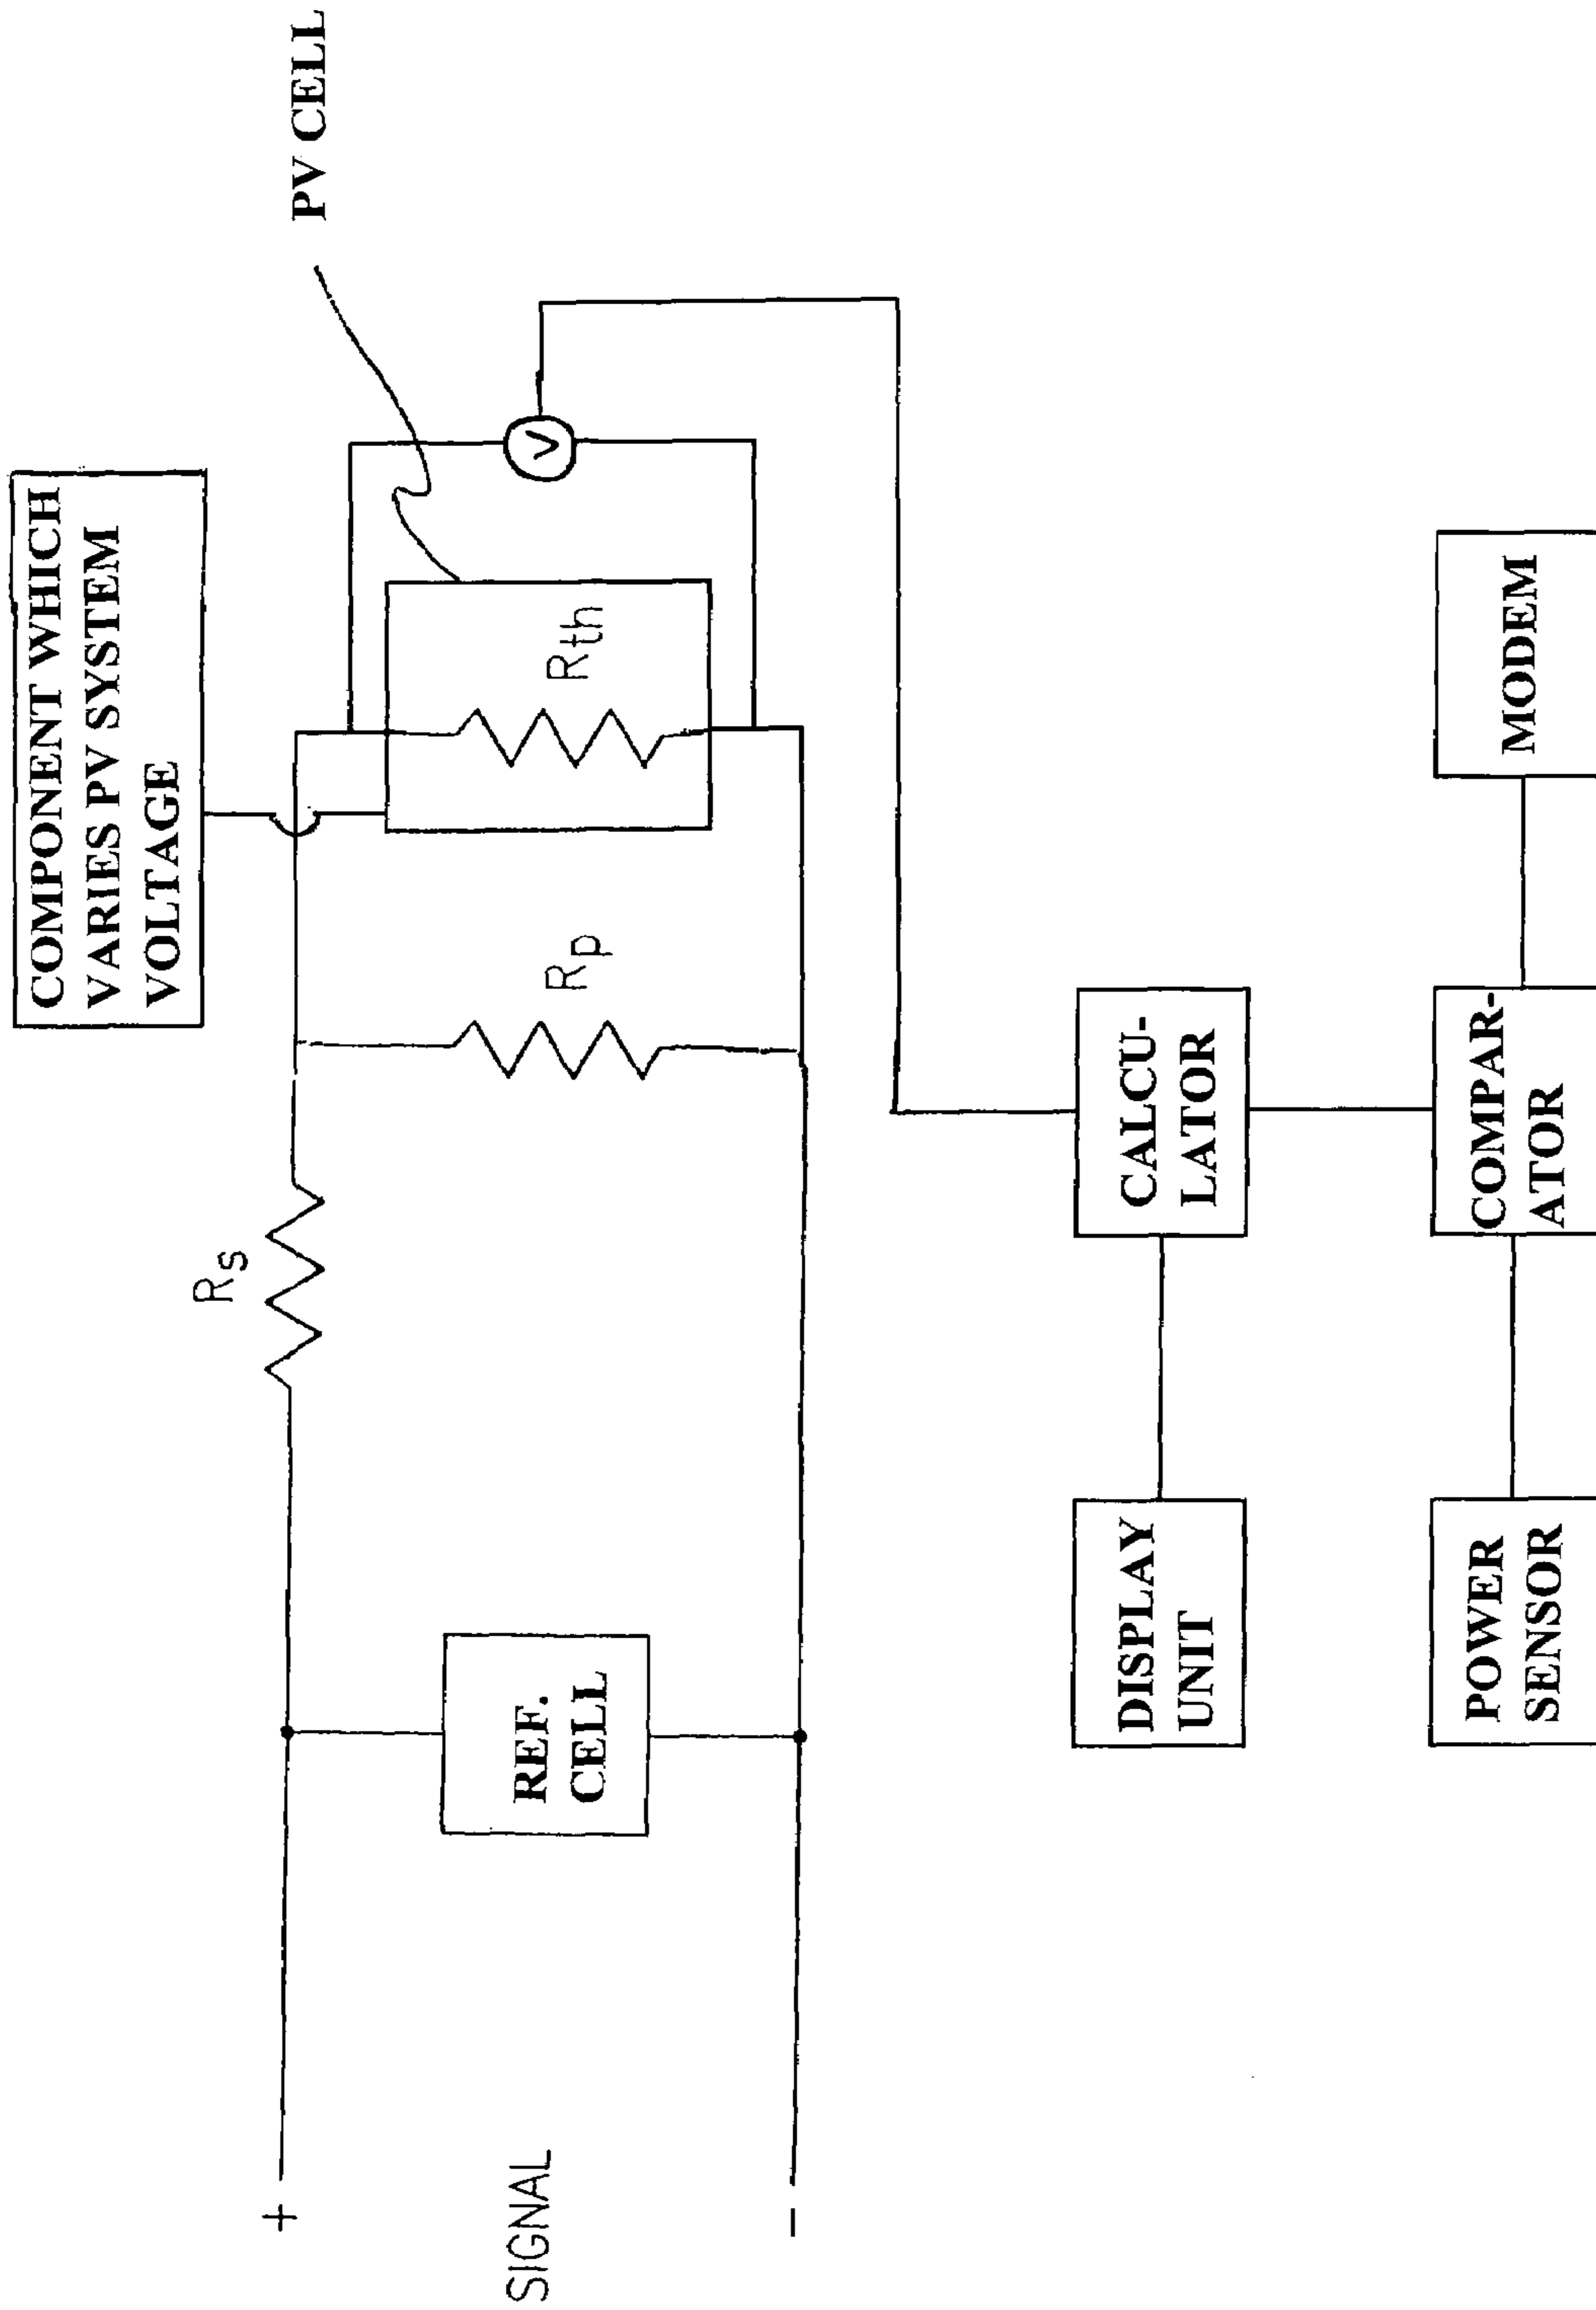 COMPONENT WHICH
VARIES PV SYSTEM
VOLTAGE
PV CELL
Rs
Rp
Rth
V
+
SIGNAL
-
REF.
CELL
CALCU-
LATOR
DISPLAY
UNIT
COMPAR-
ATOR
MODEM
POWER
SENSOR